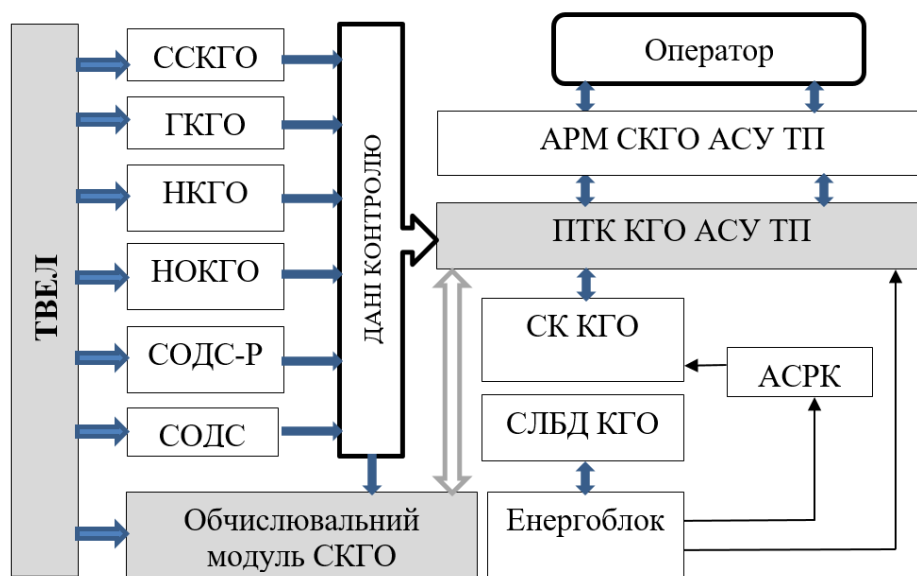 ТВЕЛ
ССКГО
ГКГО
НКГО
НОКГО
СОДС-Р
СОДС
ДАНІ КОНТРОЛЮ
Обчислювальний
модуль СКГО
Оператор
АРМ СКГО АСУ ТП
ПТК КГО АСУ ТП
СК КГО
АСРК
СЛБД КГО
Енергоблок